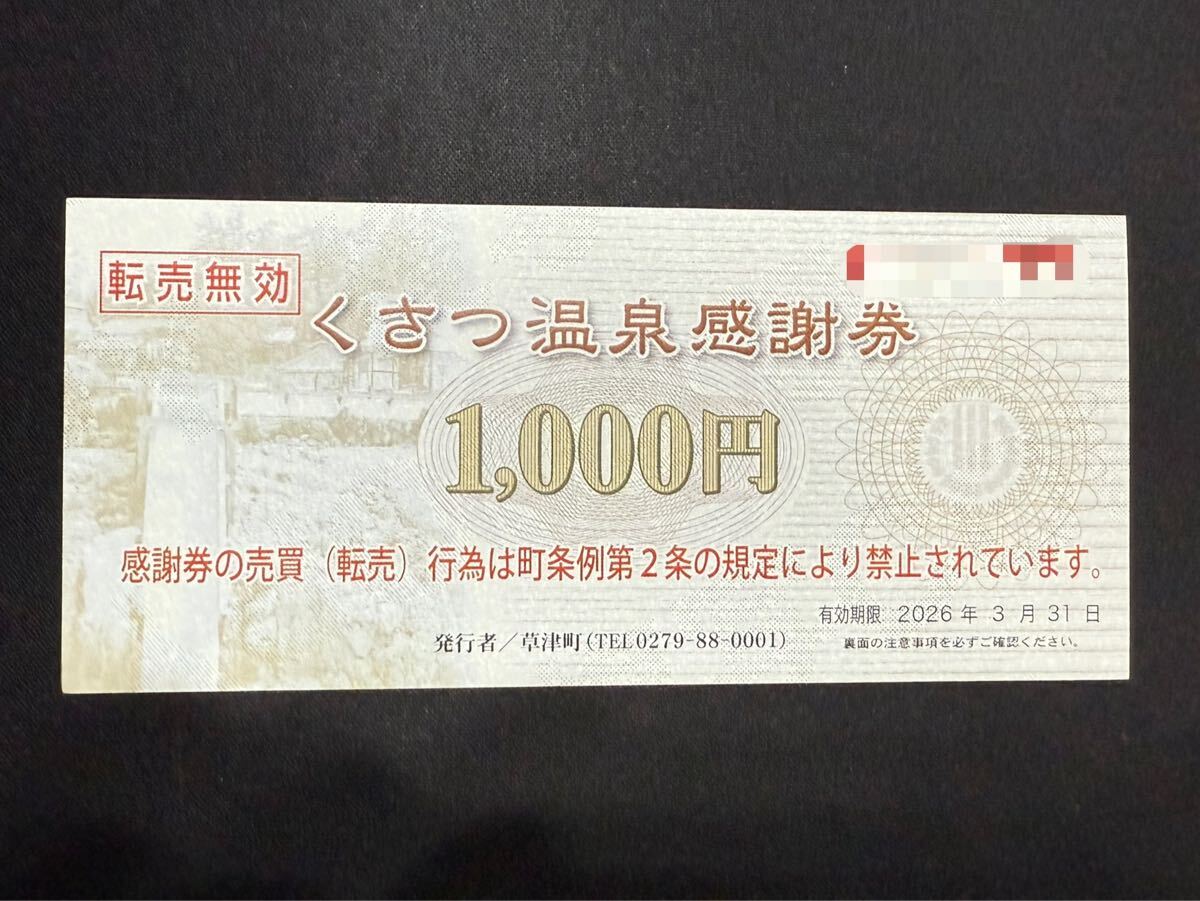 転売無効
くさつ温泉感謝券
1,000円
感謝券の売買（転売）行為は町条例第２条の規定により禁止されています。
有効期限 2026 年 3 月 31 日
発行者／草津町(TEL0279-88-0001)
裏面の注意事項を必ずご確認ください。